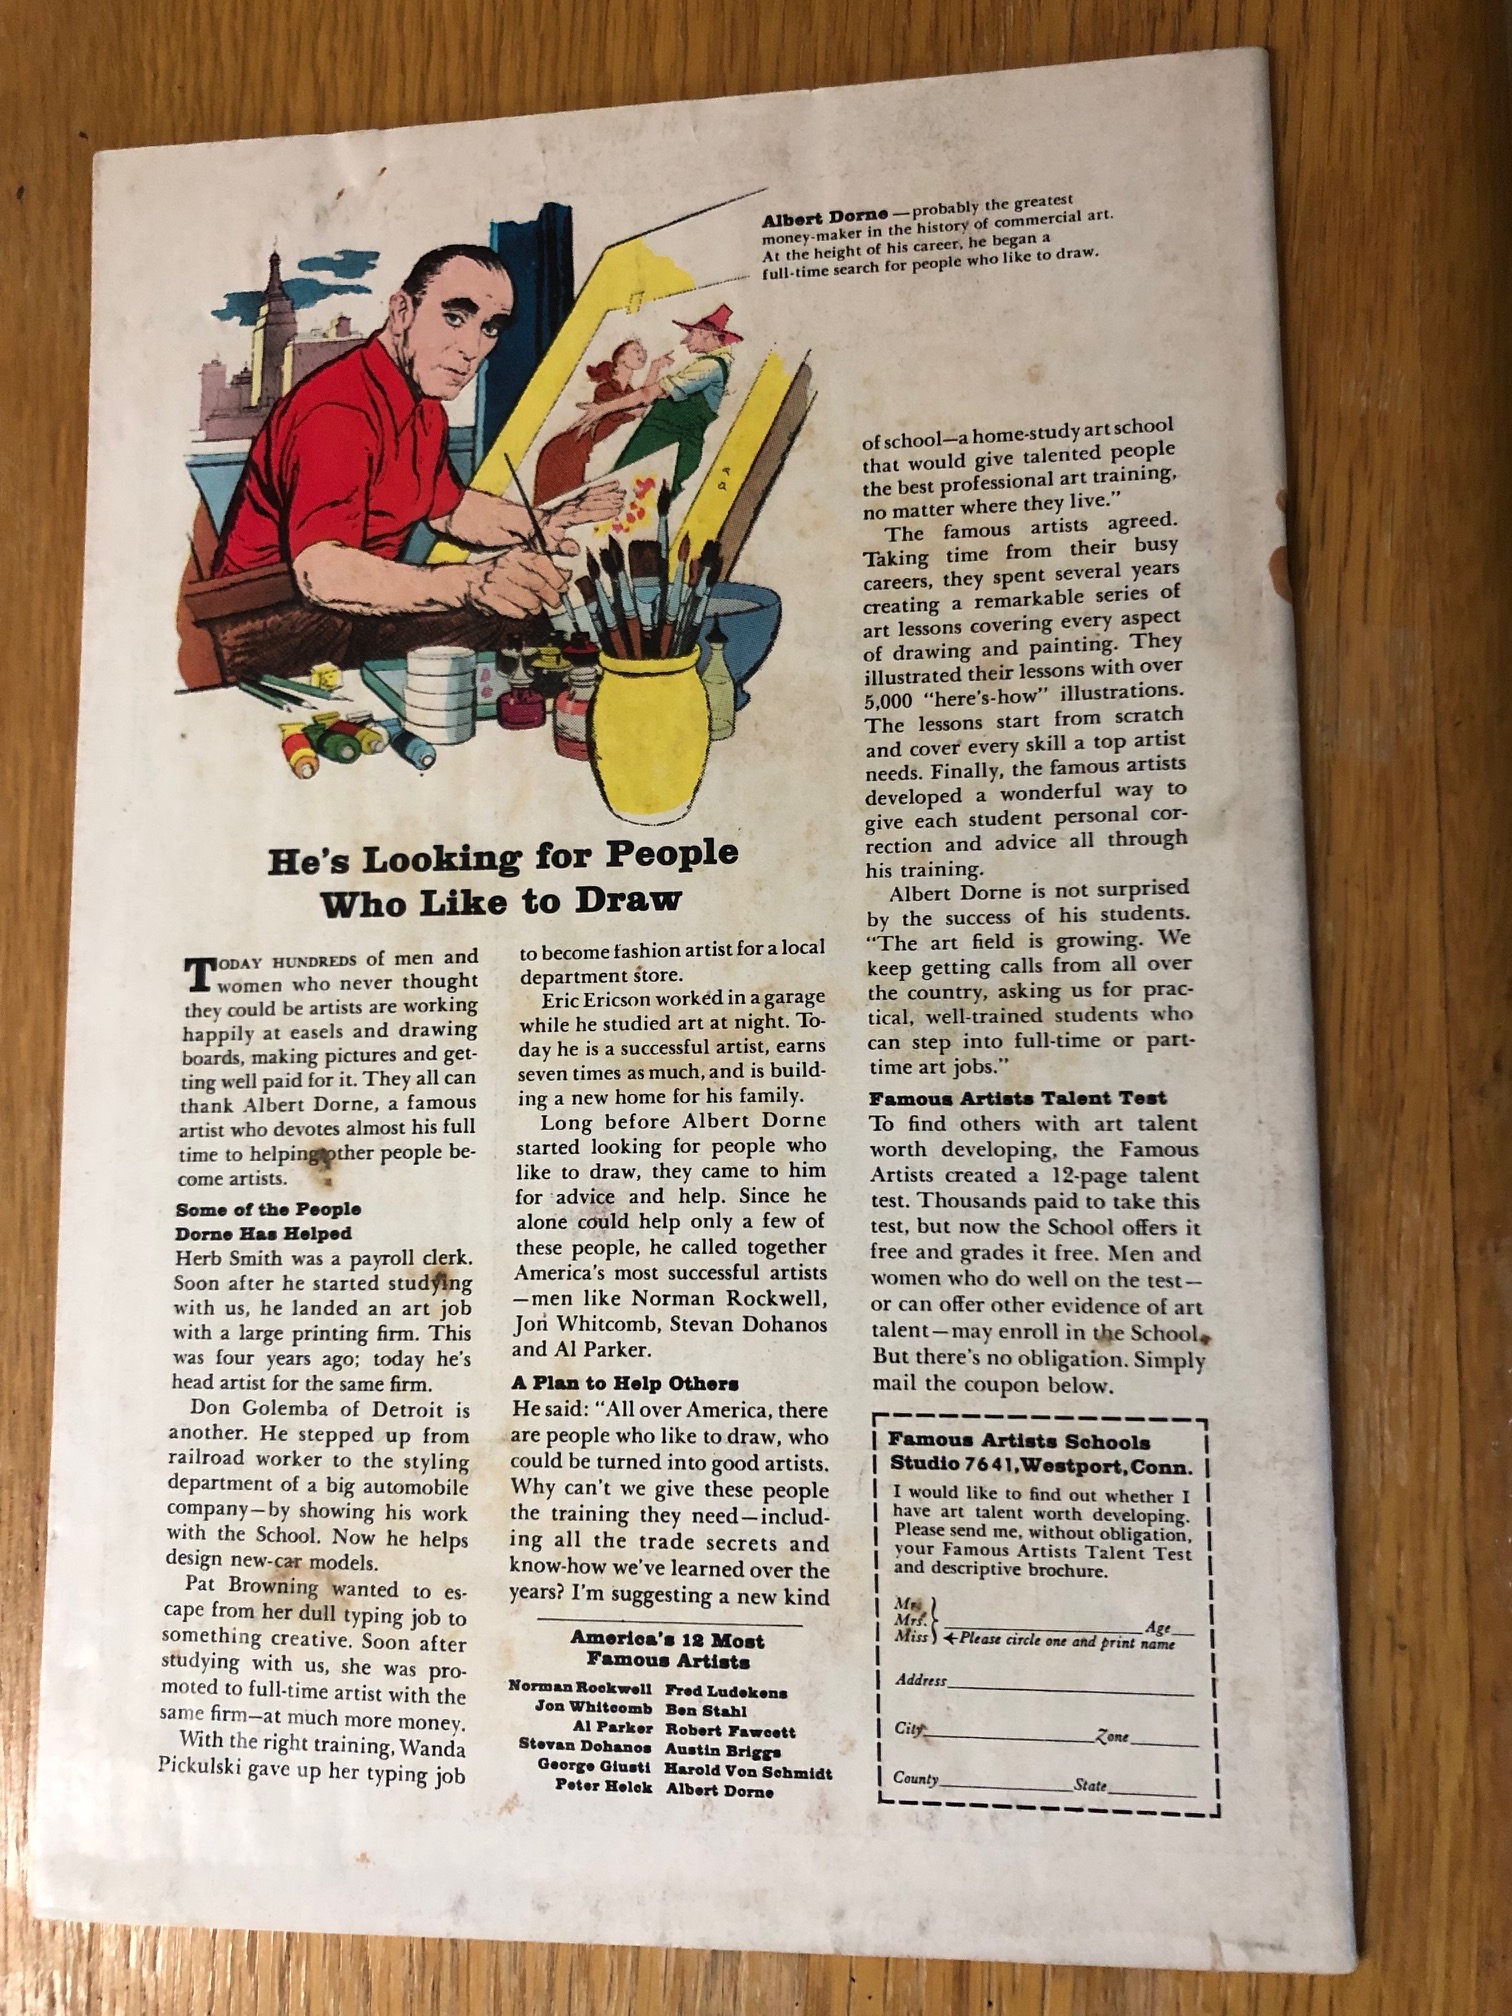 Albert Dorne — probably the greatest
money-maker in the history of commercial art.
At the height of his career, he began a
full-time search for people who like to draw.
He's Looking for People
Who Like to Draw
TODAY HUNDREDS of men and
women who never thought
they could be artists are working
happily at easels and drawing
boards, making pictures and get-
ting well paid for it. They all can
thank Albert Dorne, a famous
artist who devotes almost his full
time to helping other people be-
come artists.
Some of the People
Dorne Has Helped
Herb Smith was a payroll clerk.
Soon after he started studying
with us, he landed an art job
with a large printing firm. This
was four years ago; today he's
head artist for the same firm.
Don Golemba of Detroit is
another. He stepped up from
railroad worker to the styling
department of a big automobile
company—by showing his work
with the School. Now he helps
design new-car models.
Pat Browning wanted to es-
cape from her dull typing job to
something creative. Soon after
studying with us, she was pro-
moted to full-time artist with the
same firm—at much more money.
With the right training, Wanda
Pickulski gave up her typing job
to become fashion artist for a local
department store.
Eric Ericson worked in a garage
while he studied art at night. To-
day he is a successful artist, earns
seven times as much, and is build-
ing a new home for his family.
Long before Albert Dorne
started looking for people who
like to draw, they came to him
for advice and help. Since he
alone could help only a few of
these people, he called together
America's most successful artists
—men like Norman Rockwell,
Jon Whitcomb, Stevan Dohanos
and Al Parker.
A Plan to Help Others
He said: "All over America, there
are people who like to draw, who
could be turned into good artists.
Why can't we give these people
the training they need—includ-
ing all the trade secrets and
know-how we've learned over the
years? I'm suggesting a new kind
America's 12 Most
Famous Artists
Norman Rockwell Fred Ludekens
Jon Whitcomb Ben Stahl
Al Parker Robert Fawcett
Stevan Dohanos Austin Briggs
George Giusti Harold Von Schmidt
Peter Helck Albert Dorne
of school—a home-study art school
that would give talented people
the best professional art training,
no matter where they live."
The famous artists agreed.
Taking time from their busy
careers, they spent several years
creating a remarkable series of
art lessons covering every aspect
of drawing and painting. They
illustrated their lessons with over
5,000 "here's-how" illustrations.
The lessons start from scratch
and cover every skill a top artist
needs. Finally, the famous artists
developed a wonderful way to
give each student personal cor-
rection and advice all through
his training.
Albert Dorne is not surprised
by the success of his students.
"The art field is growing. We
keep getting calls from all over
the country, asking us for prac-
tical, well-trained students who
can step into full-time or part-
time art jobs."
Famous Artists Talent Test
To find others with art talent
worth developing, the Famous
Artists created a 12-page talent
test. Thousands paid to take this
test, but now the School offers it
free and grades it free. Men and
women who do well on the test—
or can offer other evidence of art
talent—may enroll in the School.
But there's no obligation. Simply
mail the coupon below.
Famous Artists Schools
Studio 7641, Westport, Conn.
I would like to find out whether I
have art talent worth developing.
Please send me, without obligation,
your Famous Artists Talent Test
and descriptive brochure.
Mr.
Mrs. Age
Miss Please circle one and print name
Address
City Zone
County State